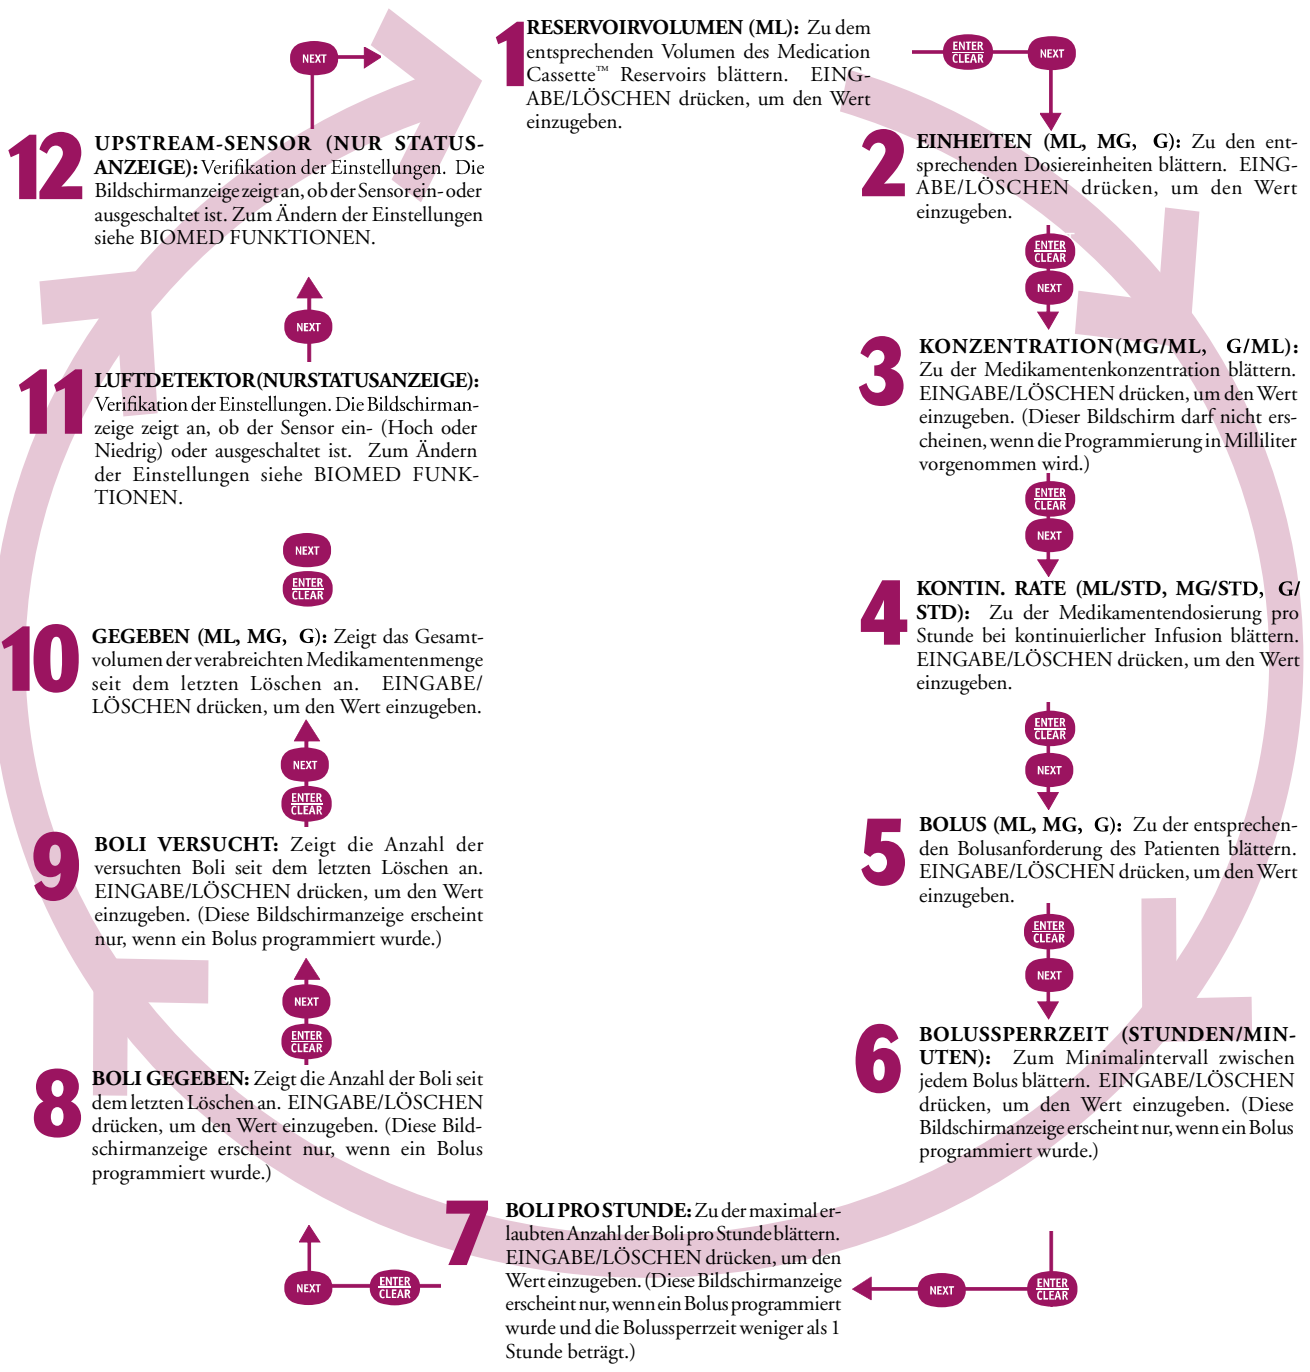 1
RESERVOIRVOLUMEN (ML): Zu dem
entsprechenden Volumen des Medication
Cassette™ Reservoirs blättern. EING-
ABE/LÖSCHEN drücken, um den Wert
einzugeben.
ENTER
CLEAR
NEXT
2
EINHEITEN (ML, MG, G): Zu den ent-
sprechenden Dosiereinheiten blättern. EING-
ABE/LÖSCHEN drücken, um den Wert
einzugeben.
ENTER
CLEAR
NEXT
3
KONZENTRATION(MG/ML, G/ML):
Zu der Medikamentenkonzentration blättern.
EINGABE/LÖSCHEN drücken, um den Wert
einzugeben. (Dieser Bildschirm darf nicht ers-
cheinen, wenn die Programmierung in Milliliter
vorgenommen wird.)
ENTER
CLEAR
NEXT
4
KONTIN. RATE (ML/STD, MG/STD, G/
STD): Zu der Medikamentendosierung pro
Stunde bei kontinuierlicher Infusion blättern.
EINGABE/LÖSCHEN drücken, um den Wert
einzugeben.
ENTER
CLEAR
NEXT
5
BOLUS (ML, MG, G): Zu der entsprechen-
den Bolusanforderung des Patienten blättern.
EINGABE/LÖSCHEN drücken, um den Wert
einzugeben.
ENTER
CLEAR
NEXT
6
BOLUSSPERRZEIT (STUNDEN/MIN-
UTEN): Zum Minimalintervall zwischen
jedem Bolus blättern. EINGABE/LÖSCHEN
drücken, um den Wert einzugeben. (Diese
Bildschirmanzeige erscheint nur, wenn ein Bolus
programmiert wurde.)
ENTER
CLEAR
NEXT
7
BOLI PRO STUNDE: Zu der maximal er-
laubten Anzahl der Boli pro Stunde blättern.
EINGABE/LÖSCHEN drücken, um den
Wert einzugeben. (Diese Bildschirmanzeige
erscheint nur, wenn ein Bolus programmiert
wurde und die Bolussperrzeit weniger als 1
Stunde beträgt.)
ENTER
CLEAR
NEXT
8
BOLI GEGEBEN: Zeigt die Anzahl der Boli seit
dem letzten Löschen an. EINGABE/LÖSCHEN
drücken, um den Wert einzugeben. (Diese Bild-
schirmanzeige erscheint nur, wenn ein Bolus
programmiert wurde.)
ENTER
CLEAR
NEXT
9
BOLI VERSUCHT: Zeigt die Anzahl der
versuchten Boli seit dem letzten Löschen an.
EINGABE/LÖSCHEN drücken, um den Wert
einzugeben. (Diese Bildschirmanzeige erscheint
nur, wenn ein Bolus programmiert wurde.)
ENTER
CLEAR
NEXT
10
GEGEBEN (ML, MG, G): Zeigt das Gesamt-
volumen der verabreichten Medikamentenmenge
seit dem letzten Löschen an. EINGABE/
LÖSCHEN drücken, um den Wert einzugeben.
ENTER
CLEAR
NEXT
11
LUFTDETEKTOR (NUR STATUSANZEIGE):
Verifikation der Einstellungen. Die Bildschirman-
zeige zeigt an, ob der Sensor ein- (Hoch oder
Niedrig) oder ausgeschaltet ist. Zum Ändern
der Einstellungen siehe BIOMED FUNK-
TIONEN.
NEXT
12
UPSTREAM-SENSOR (NUR STATUS-
ANZEIGE): Verifikation der Einstellungen. Die
Bildschirmanzeige zeigt an, ob der Sensor ein- oder
ausgeschaltet ist. Zum Ändern der Einstellungen
siehe BIOMED FUNKTIONEN.
NEXT